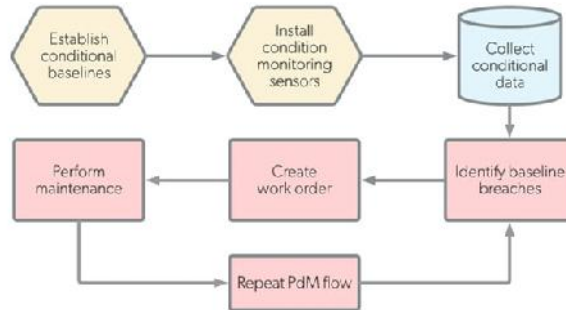 Establish
conditional
baselines
Install
condition
monitoring
sensors
Collect
conditional
data
Perform
maintenance
Create
work order
Identify baseline
breaches
Repeat PdM flow